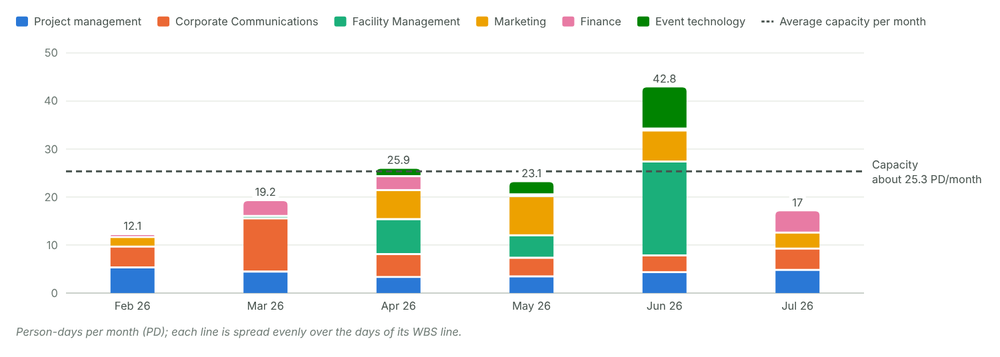 Project management Corporate Communications Facility Management Marketing Finance Event technology Average capacity per month
50
40
30
20
10
0
12.1
19.2
25.9
23.1
42.8
17
Capacity
about 25.3 PD/month
Feb 26 Mar 26 Apr 26 May 26 Jun 26 Jul 26
Person-days per month (PD); each line is spread evenly over the days of its WBS line.